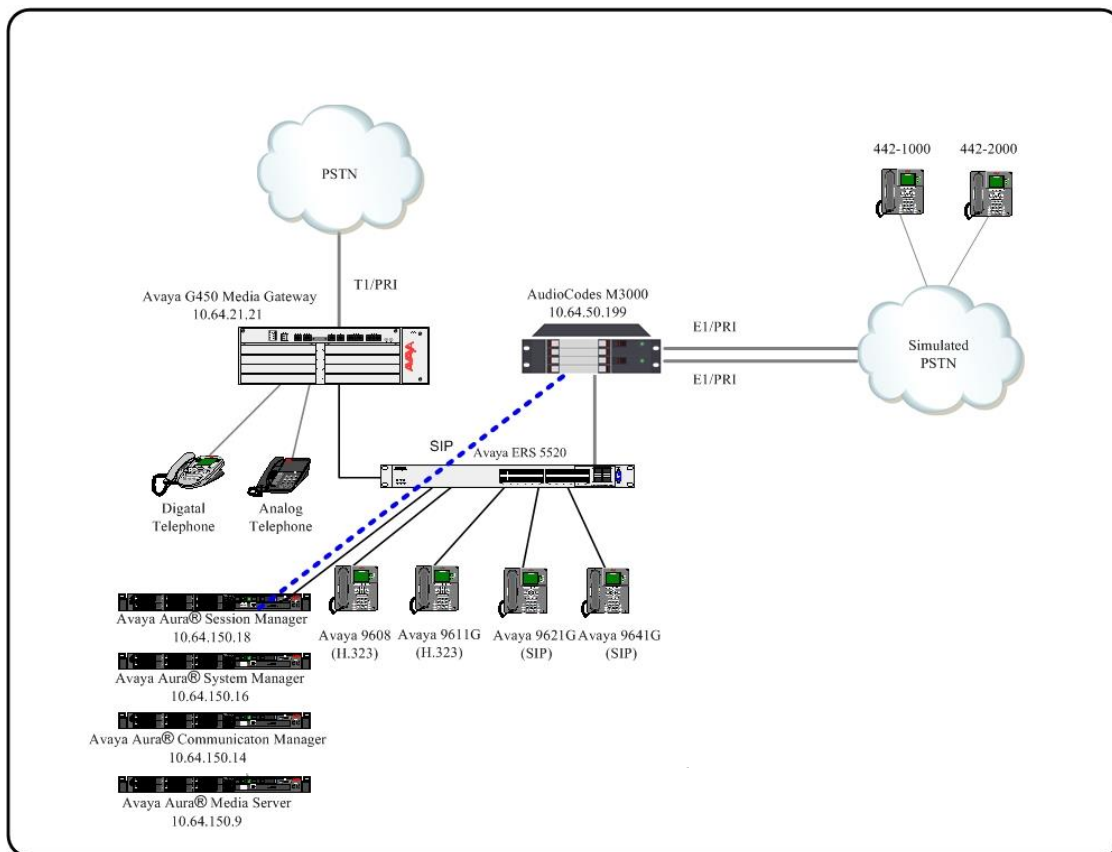 PSTN
442-1000
442-2000
T1/PRI
Avaya G450 Media Gateway
10.64.21.21
AudioCodes M3000
10.64.50.199
E1/PRI
E1/PRI
Simulated
PSTN
SIP
Avaya ERS 5520
Digatal
Telephone
Analog
Telephone
Avaya Aura® Session Manager
10.64.150.18
Avaya 9608
(H.323)
Avaya 9611G
(H.323)
Avaya 9621G
(SIP)
Avaya 9641G
(SIP)
Avaya Aura® System Manager
10.64.150.16
Avaya Aura® Communicaton Manager
10.64.150.14
Avaya Aura® Media Server
10.64.150.9